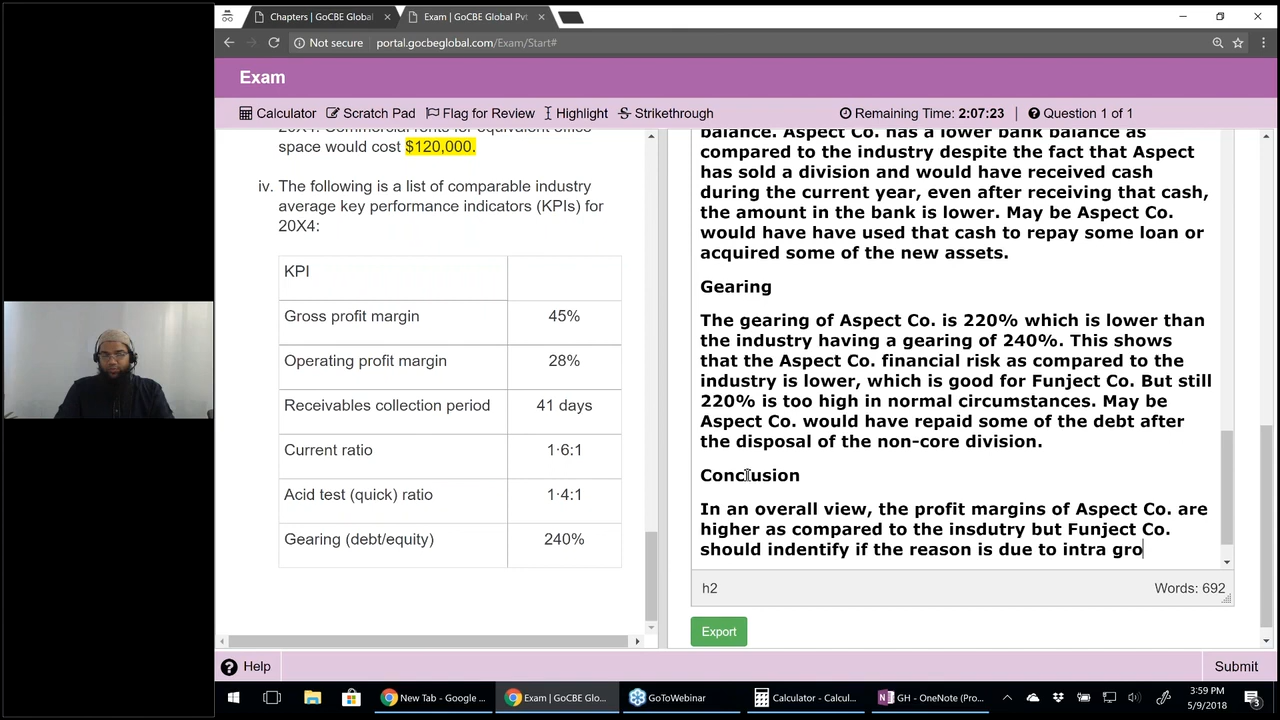 Chapters | GoCBE Global
Exam | GoCBE Global Pvt
Not secure
portal.gocbeglobal.com/Exam/Start#
Exam
Calculator
Scratch Pad
Flag for Review
Highlight
Strikethrough
Remaining Time: 2:07:23
Question 1 of 1
20X4. Commercial rents for equivalent office
space would cost $120,000.
iv. The following is a list of comparable industry
average key performance indicators (KPIs) for
20X4:
KPI
Gross profit margin 45%
Operating profit margin 28%
Receivables collection period 41 days
Current ratio 1·6:1
Acid test (quick) ratio 1·4:1
Gearing (debt/equity) 240%
balance. Aspect Co. has a lower bank balance as
compared to the industry despite the fact that Aspect
has sold a division and would have received cash
during the current year, even after receiving that cash,
the amount in the bank is lower. May be Aspect Co.
would have have used that cash to repay some loan or
acquired some of the new assets.
Gearing
The gearing of Aspect Co. is 220% which is lower than
the industry having a gearing of 240%. This shows
that the Aspect Co. financial risk as compared to the
industry is lower, which is good for Funject Co. But still
220% is too high in normal circumstances. May be
Aspect Co. would have repaid some of the debt after
the disposal of the non-core division.
Conclusion
In an overall view, the profit margins of Aspect Co. are
higher as compared to the insdutry but Funject Co.
should indentify if the reason is due to intra gro
h2
Words: 692
Export
Help
Submit
New Tab - Google ...
Exam | GoCBE Glo...
GoToWebinar
Calculator - Calcul...
GH - OneNote (Pro...
3:59 PM
5/9/2018
3